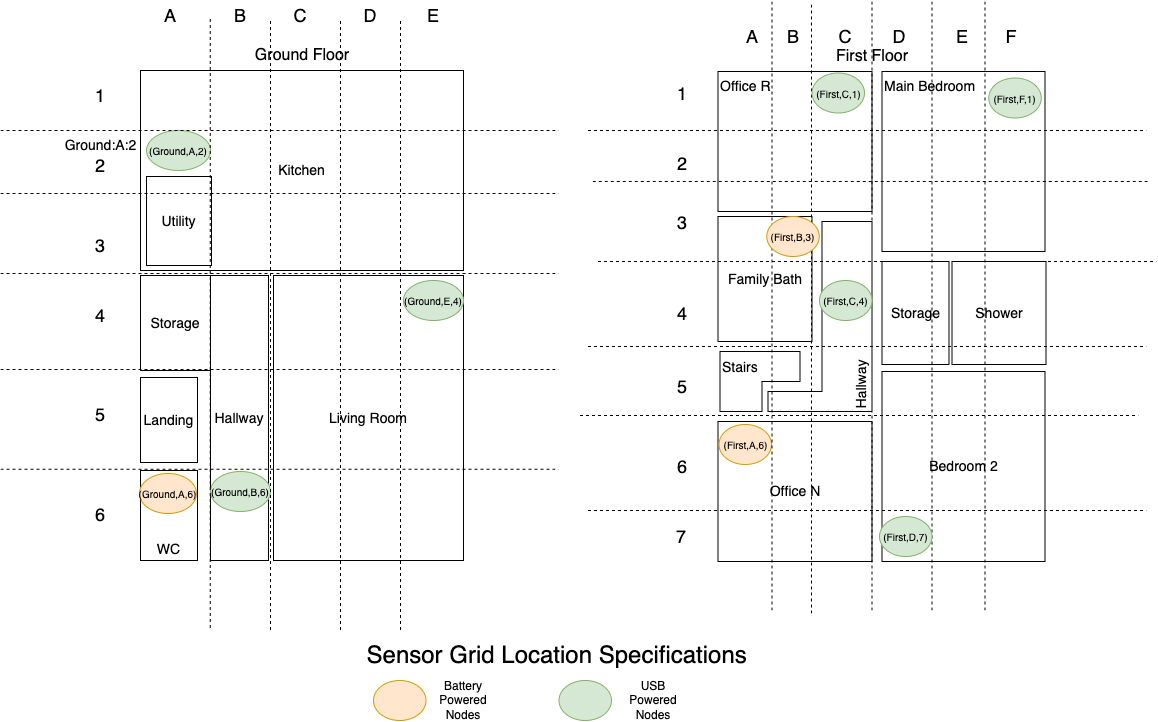 A B C D E
Ground Floor
1
Ground:A:2
2
(Ground,A,2)
Kitchen
Utility
3
4
(Ground,E,4)
Storage
5
Landing
Hallway
Living Room
(Ground,A,6)
(Ground,B,6)
6
WC
A B C D E F
First Floor
1
Office R
(First,C,1)
Main Bedroom
(First,F,1)
2
3
(First,B,3)
Family Bath
(First,C,4)
4
Storage
Shower
Stairs
5
Hallway
(First,A,6)
6
Bedroom 2
Office N
7
(First,D,7)
Sensor Grid Location Specifications
Battery
Powered
Nodes
USB
Powered
Nodes